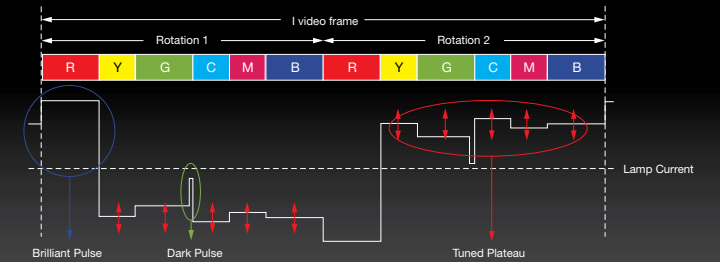 I video frame
Rotation 1 Rotation 2
R Y G C M B R Y G C M B
Lamp Current
Brilliant Pulse Dark Pulse Tuned Plateau